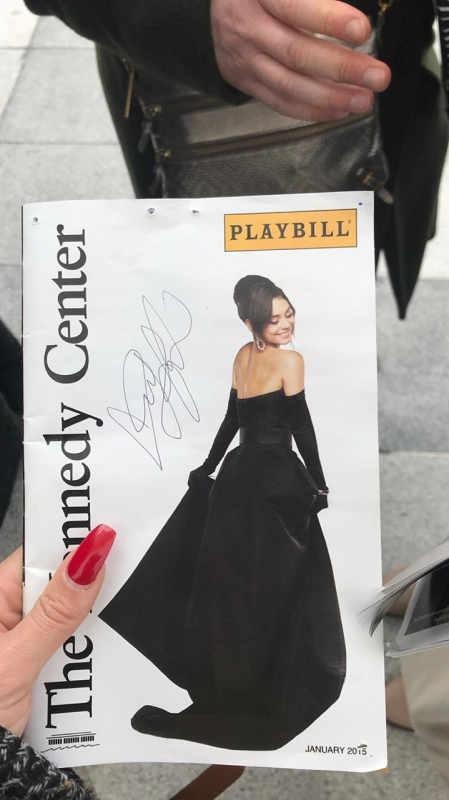 PLAYBILL®
The Kennedy Center
JANUARY 2015